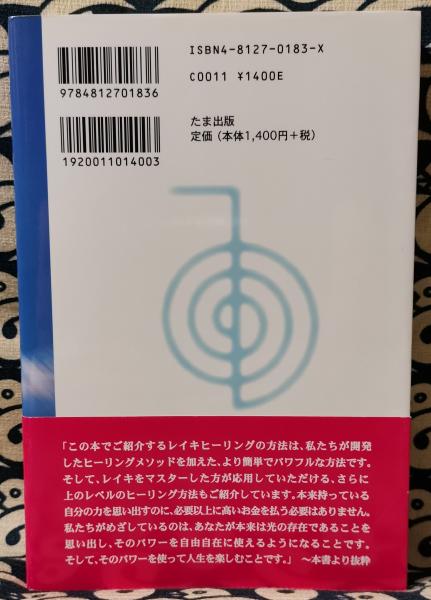 ISBN4-8127-0183-X
C0011 ¥1400E
9784812701836
たま出版
定価（本体1,400円＋税）
1920011014003
「この本でご紹介するレイキヒーリングの方法は、私たちが開発
したヒーリングメソッドを加えた、より簡単でパワフルな方法です。
そして、レイキをマスターした方が応用していただける、さらに
上のレベルのヒーリング方法もご紹介しています。本来持っている
自分の力を思い出すのに、必要以上に高いお金を払う必要はありません。
私たちがめざしているのは、あなたが本来は光の存在であることを
思い出し、そのパワーを自由自在に使えるようになることです。
そして、そのパワーを使って人生を楽しむことです。」 〜本書より抜粋